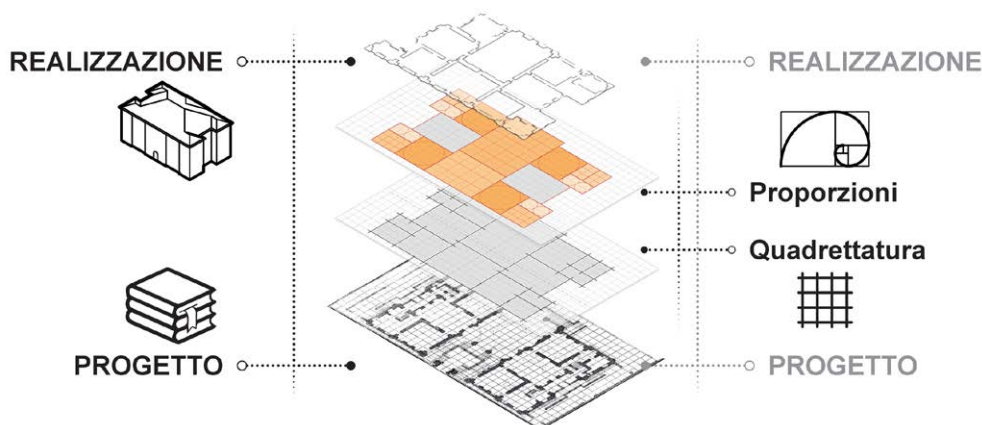 REALIZZAZIONE
REALIZZAZIONE
Proporzioni
Quadrettatura
PROGETTO
PROGETTO